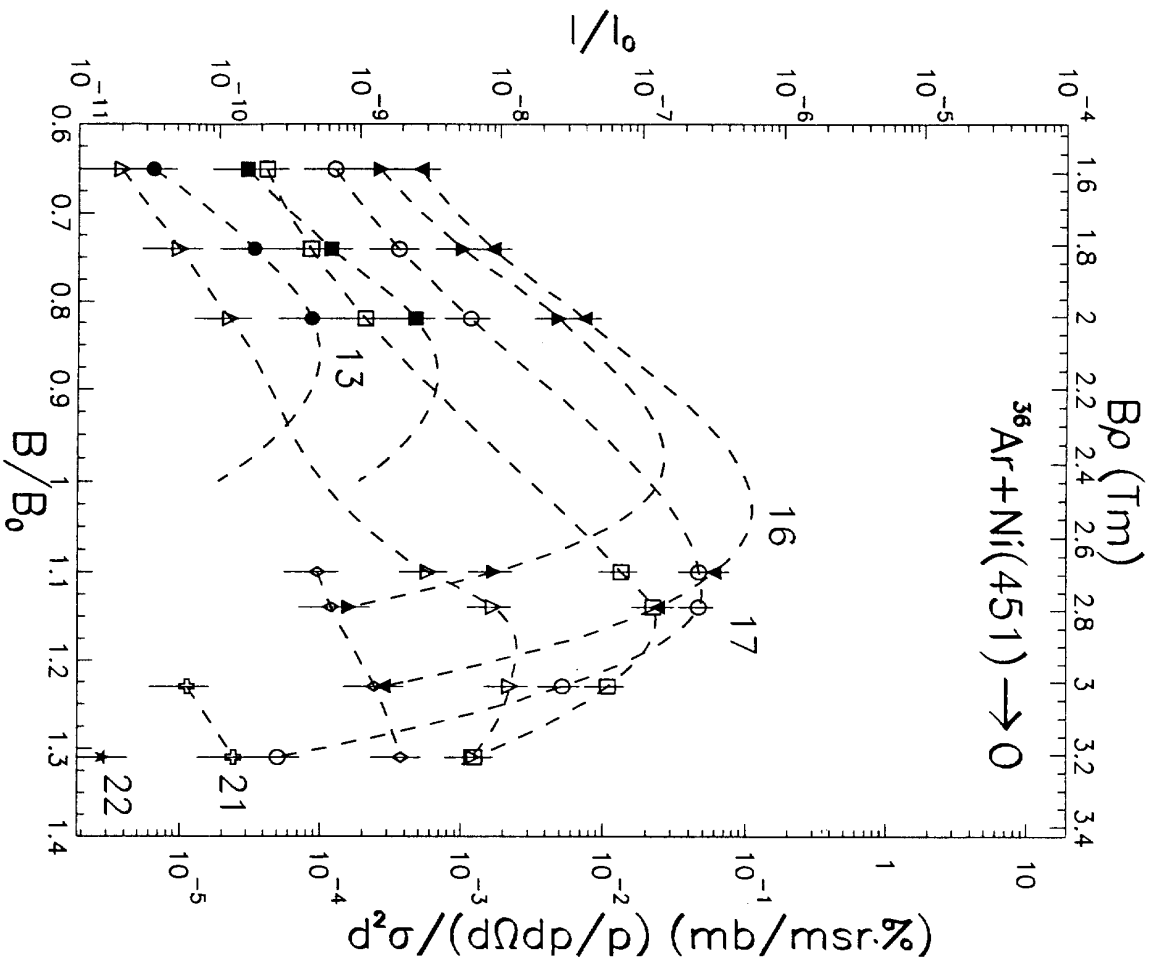 I/I₀
10⁻¹¹ 10⁻¹⁰ 10⁻⁹ 10⁻⁸ 10⁻⁷ 10⁻⁶ 10⁻⁵ 10⁻⁴
Bρ (Tm)
1.6 1.8 2 2.2 2.4 2.6 2.8 3 3.2 3.4
³⁶Ar+Ni(451) → O
13
16
17
21
22
0.6 0.7 0.8 0.9 1 1.1 1.2 1.3 1.4
B/B₀
10⁻⁵ 10⁻⁴ 10⁻³ 10⁻² 10⁻¹ 1 10
d²σ/(dΩdp/p) (mb/msr·%)